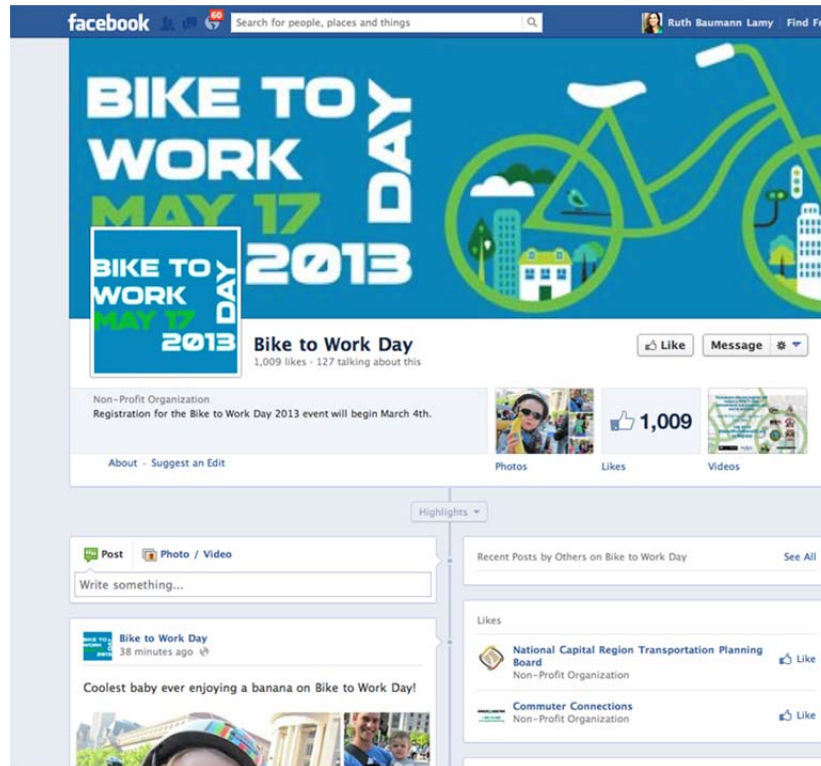 facebook
60
Search for people, places and things
Ruth Baumann Lamy
Find Fr
BIKE TO
WORK
DAY
MAY 17
2013
BIKE TO
WORK
DAY
MAY 17
2013
Bike to Work Day
1,009 likes · 127 talking about this
Like
Message
Non-Profit Organization
Registration for the Bike to Work Day 2013 event will begin March 4th.
About - Suggest an Edit
Photos
1,009
Likes
Videos
Highlights
Post
Photo / Video
Write something...
Recent Posts by Others on Bike to Work Day
See All
Bike to Work Day
38 minutes ago
Coolest baby ever enjoying a banana on Bike to Work Day!
Likes
National Capital Region Transportation Planning
Board
Non-Profit Organization
Like
Commuter Connections
Non-Profit Organization
Like